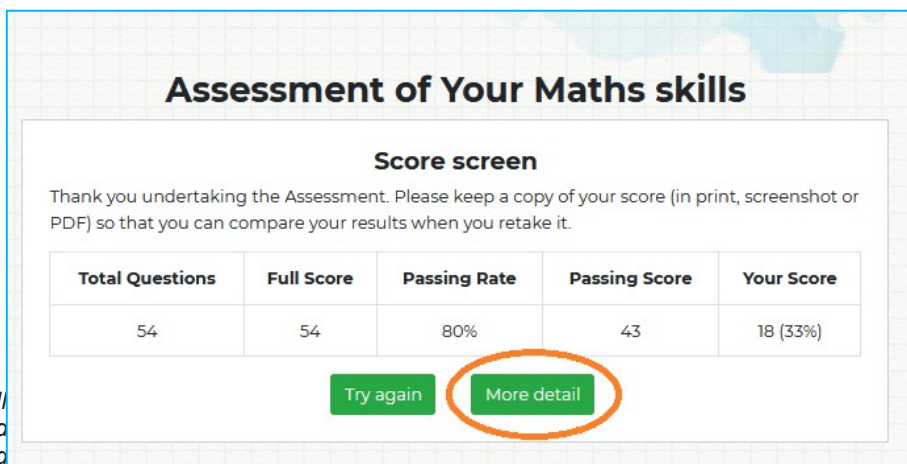 Assessment of Your Maths skills
Score screen
Thank you undertaking the Assessment. Please keep a copy of your score (in print, screenshot or
PDF) so that you can compare your results when you retake it.
Total Questions Full Score Passing Rate Passing Score Your Score
54 54 80% 43 18 (33%)
Try again More detail